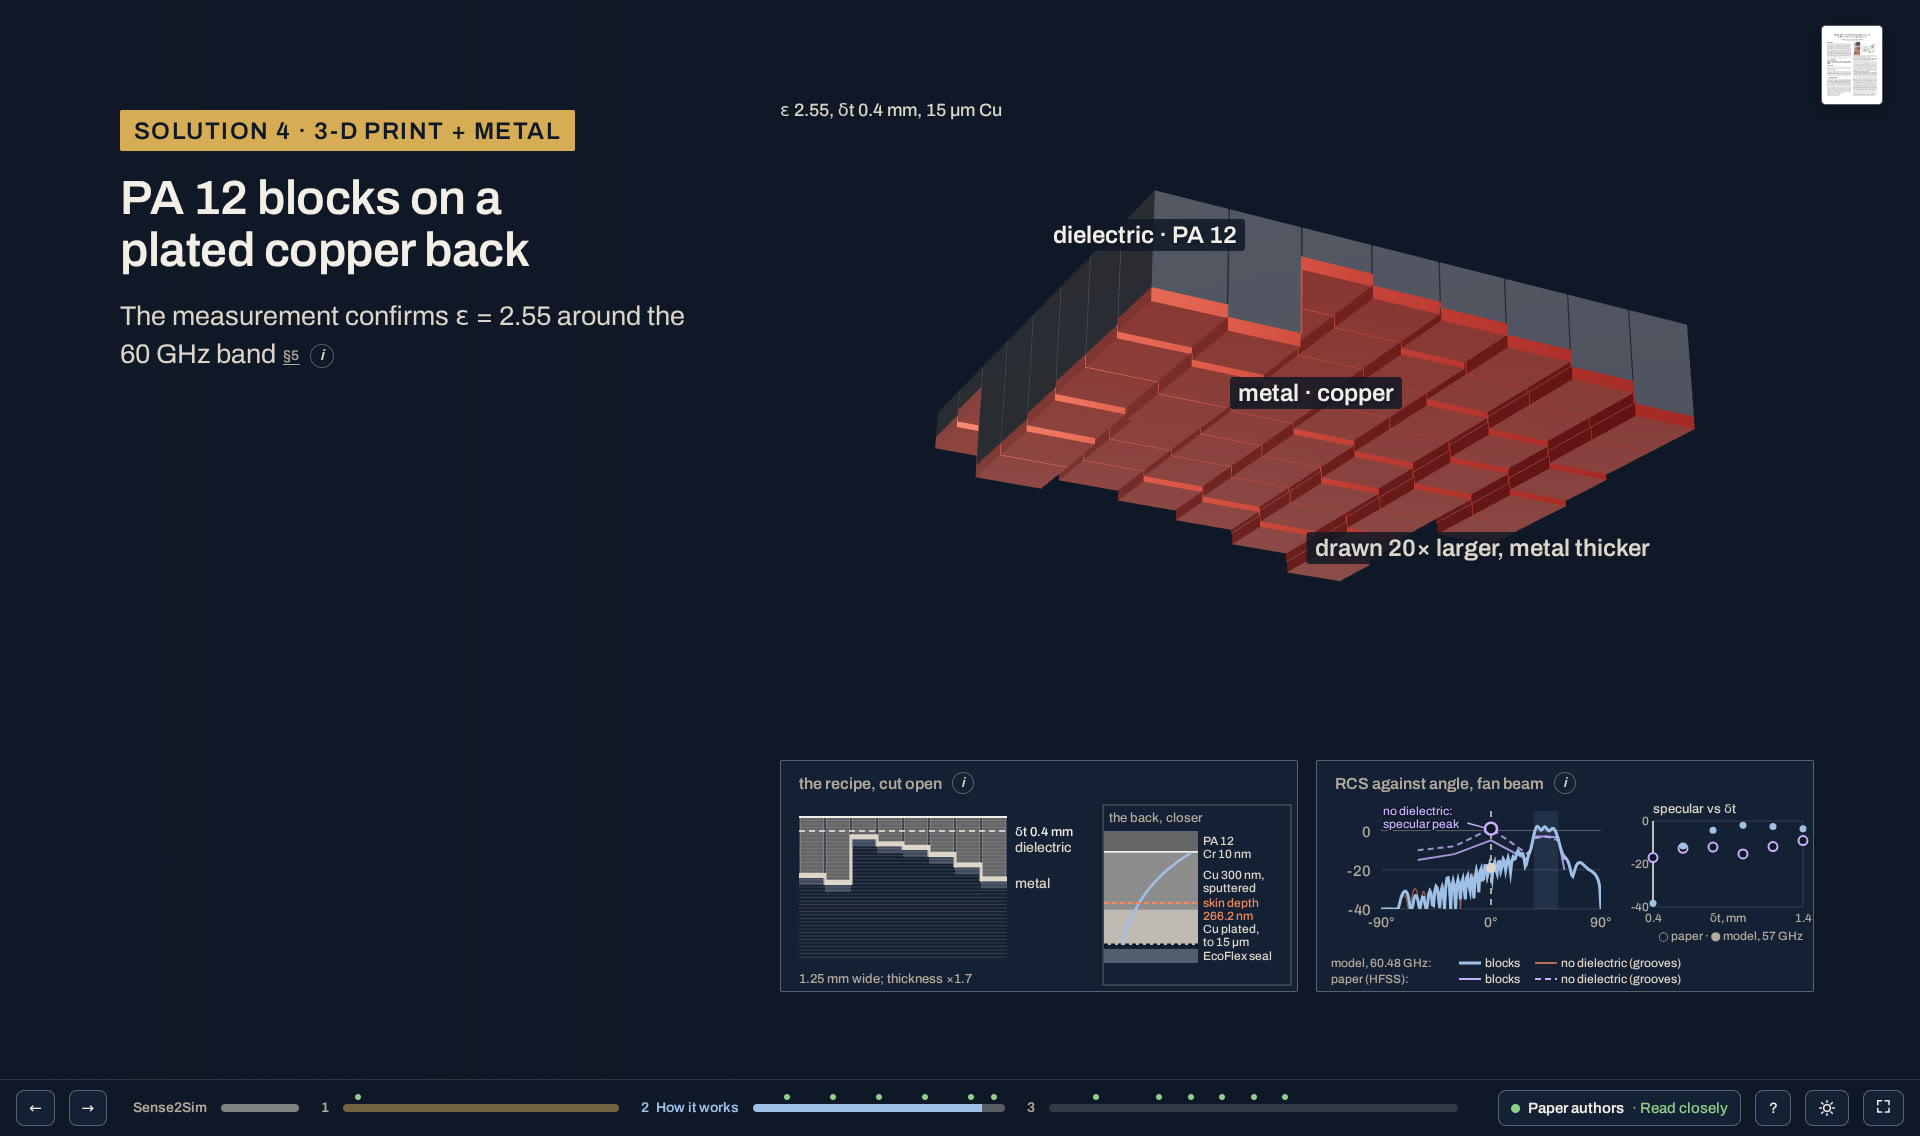 SOLUTION 4 · 3-D PRINT + METAL
PA 12 blocks on a
plated copper back
The measurement confirms ε = 2.55 around the
60 GHz band §5 i
ε 2.55, δt 0.4 mm, 15 µm Cu
dielectric · PA 12
metal · copper
drawn 20× larger, metal thicker
the recipe, cut open i
δt 0.4 mm
dielectric
metal
1.25 mm wide; thickness ×1.7
the back, closer
PA 12
Cr 10 nm
Cu 300 nm,
sputtered
skin depth
266.2 nm
Cu plated,
to 15 µm
EcoFlex seal
RCS against angle, fan beam i
no dielectric:
specular peak
0
-20
-40
-90°
0°
90°
specular vs δt
0
-20
-40
0.4
δt, mm
1.4
paper · model, 57 GHz
model, 60.48 GHz: blocks no dielectric (grooves)
paper (HFSS): blocks no dielectric (grooves)
← → Sense2Sim 1 2 How it works 3 Paper authors · Read closely ?